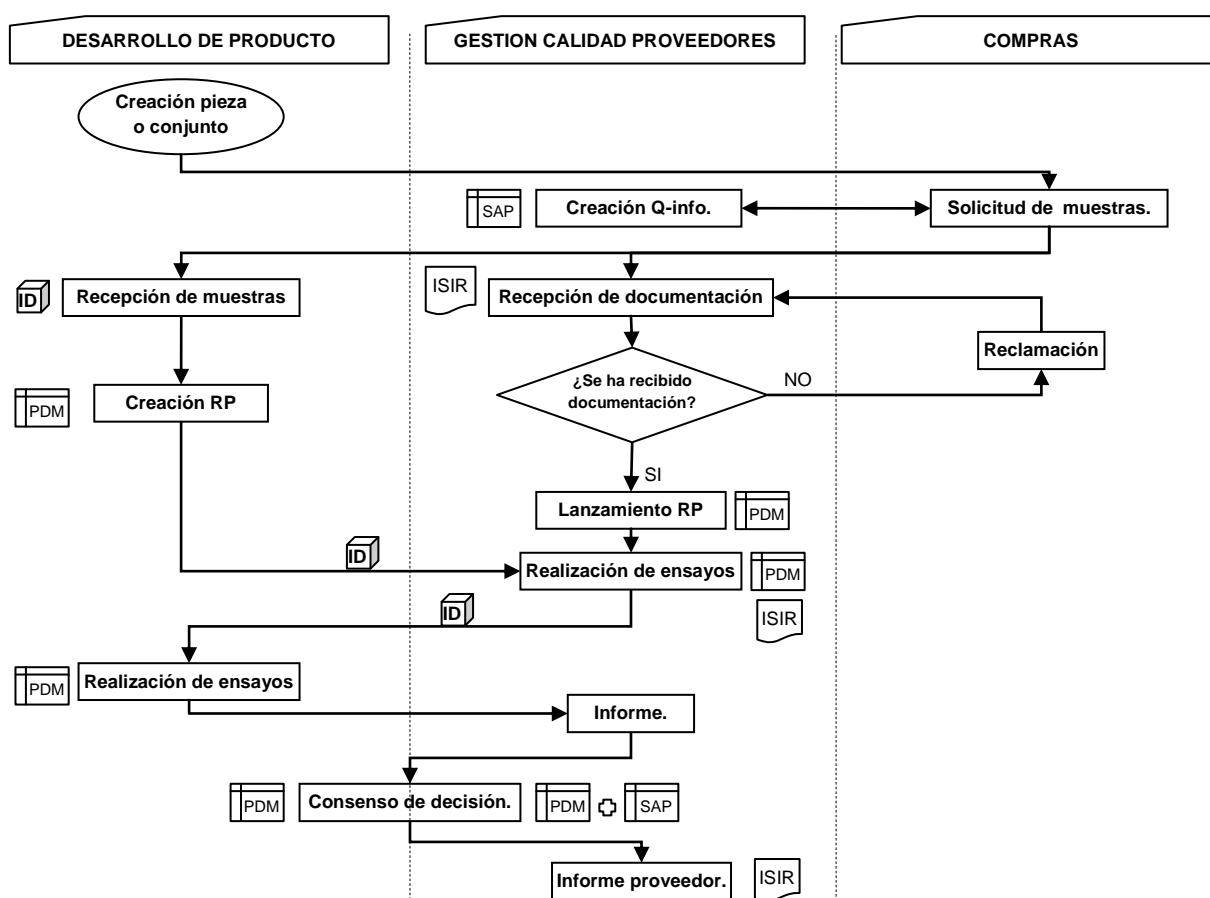 DESARROLLO DE PRODUCTO
GESTION CALIDAD PROVEEDORES
COMPRAS
Creación pieza
o conjunto
SAP
Creación Q-info.
Solicitud de muestras.
ID
Recepción de muestras
ISIR
Recepción de documentación
Reclamación
¿Se ha recibido
documentación?
NO
PDM
Creación RP
SI
Lanzamiento RP
PDM
ID
Realización de ensayos
PDM
ID
ISIR
PDM
Realización de ensayos
Informe.
PDM
Consenso de decisión.
PDM
SAP
Informe proveedor.
ISIR